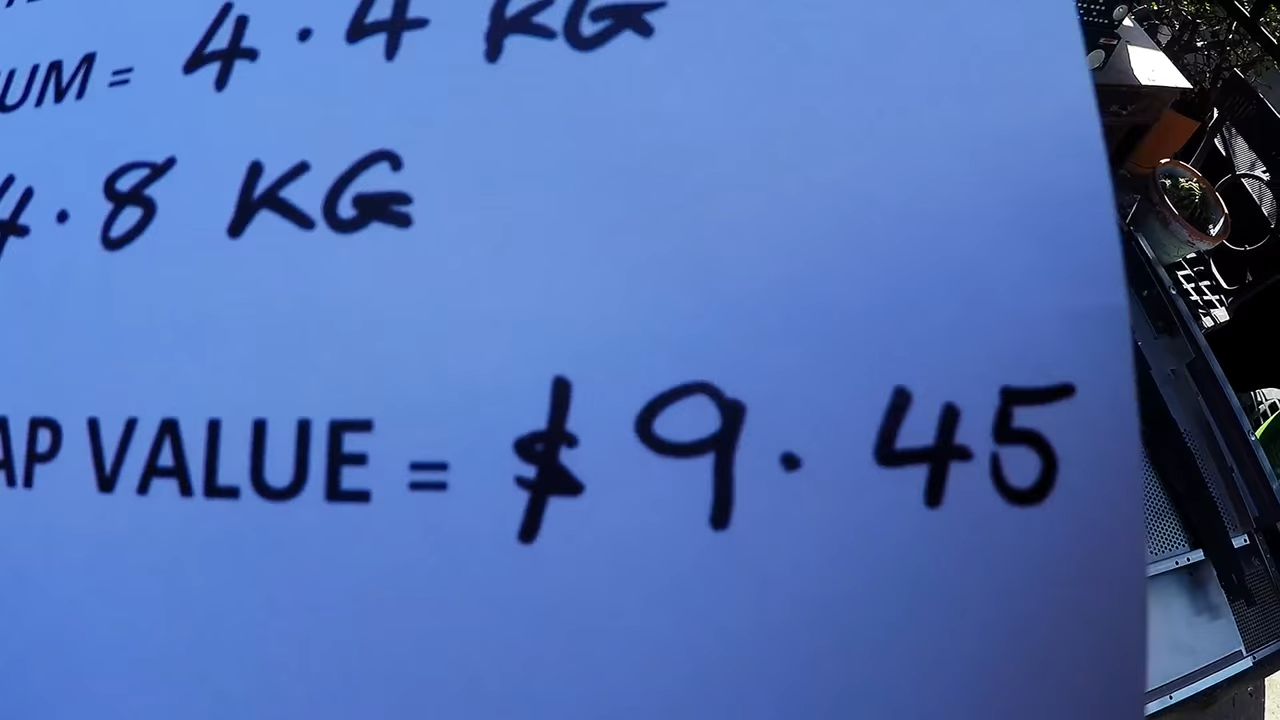 UM = 4.4 KG
4.8 KG
AP VALUE = $9.45